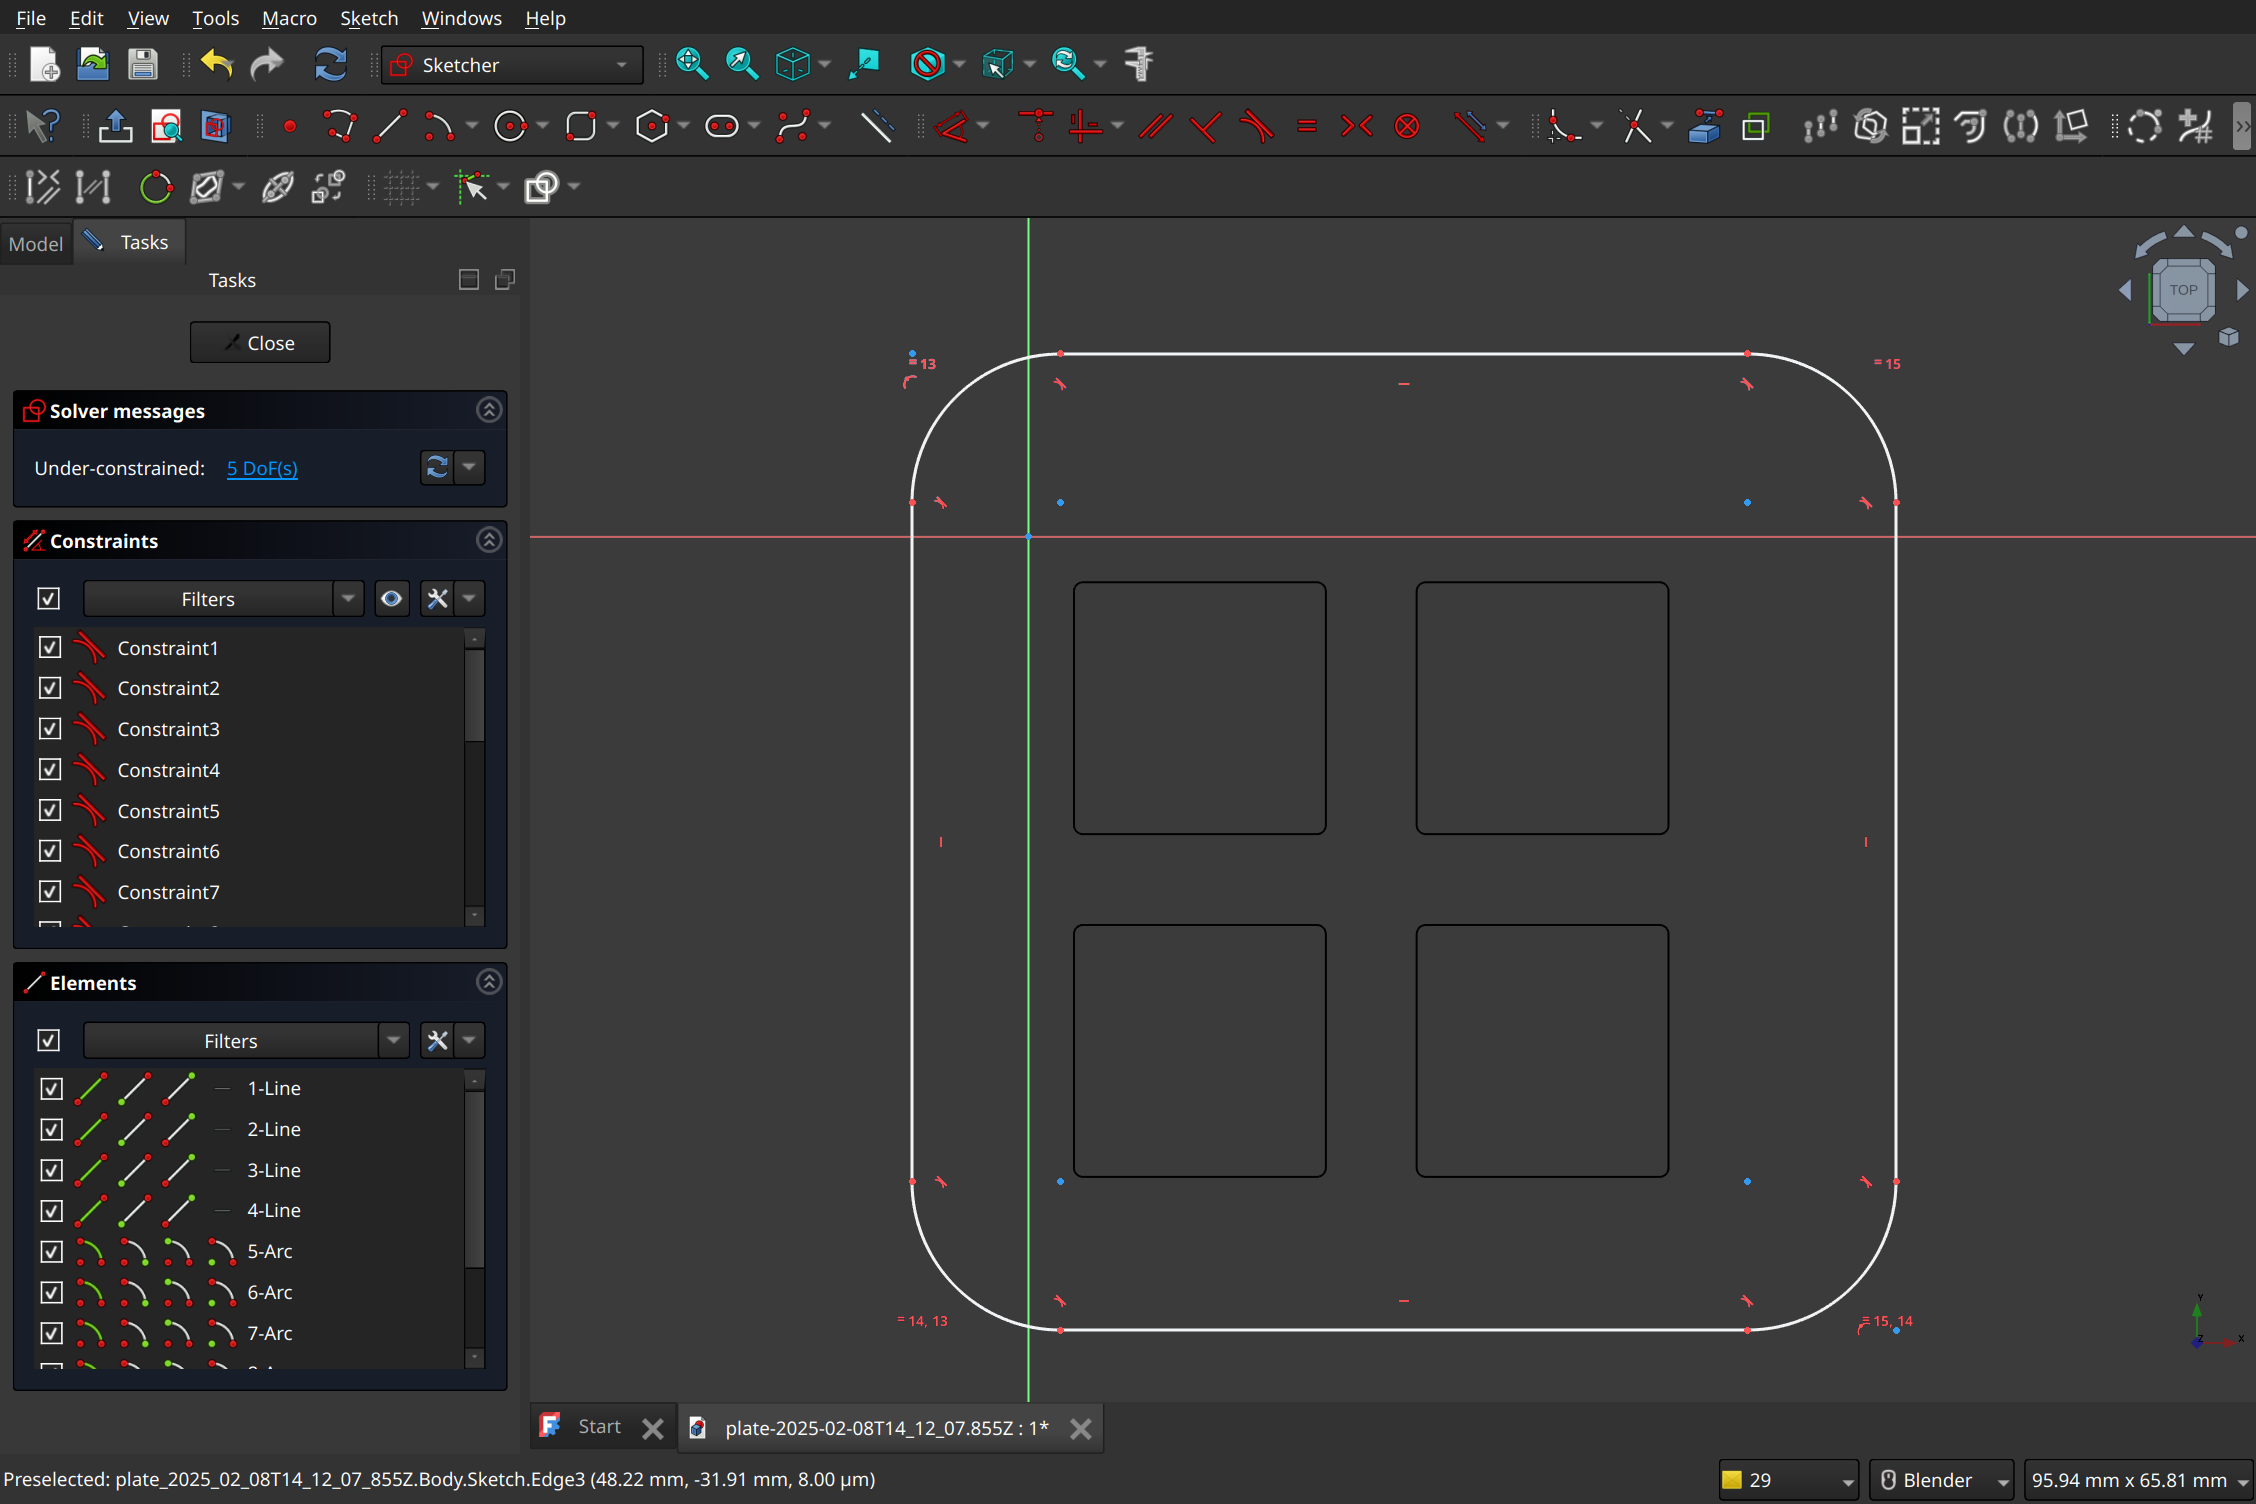 File Edit View Tools Macro Sketch Windows Help
Sketcher
Model Tasks
Tasks
Close
Solver messages
Under-constrained: 5 DoF(s)
Constraints
Filters
Constraint1
Constraint2
Constraint3
Constraint4
Constraint5
Constraint6
Constraint7
Elements
Filters
1-Line
2-Line
3-Line
4-Line
5-Arc
6-Arc
7-Arc
TOP
= 13
= 15
= 14, 13
= 15, 14
Y
Z
X
Start plate-2025-02-08T14_12_07.855Z : 1*
Preselected: plate_2025_02_08T14_12_07_855Z.Body.Sketch.Edge3 (48.22 mm, -31.91 mm, 8.00 µm)
29 Blender 95.94 mm x 65.81 mm